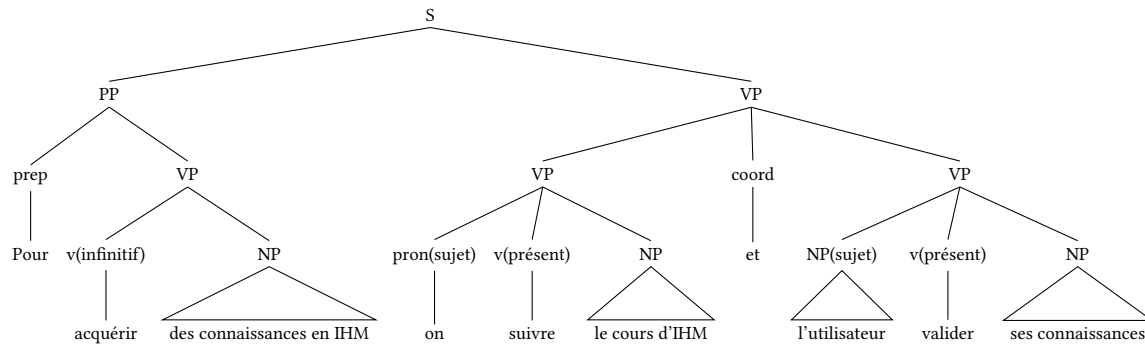 S
PP VP
prep VP VP coord VP
Pour v(infinitif) NP pron(sujet) v(présent) NP et NP(sujet) v(présent) NP
acquérir des connaissances en IHM on suivre le cours d'IHM l'utilisateur valider ses connaissances